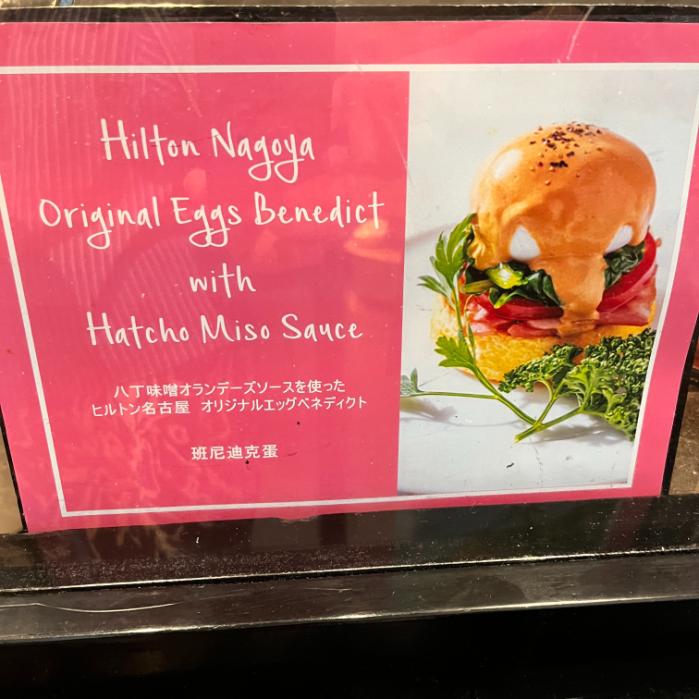 Hilton Nagoya
Original Eggs Benedict
with
Hatcho Miso Sauce
八丁味噌オランデーズソースを使った
ヒルトン名古屋 オリジナルエッグベネディクト
班尼迪克蛋